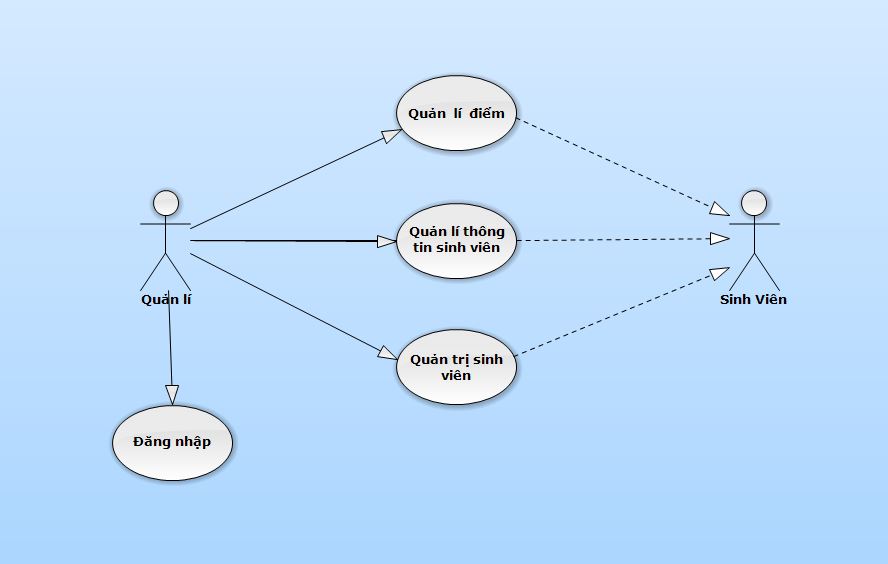 Quản lí điểm
Quản lí thông
tin sinh viên
Quản lí
Sinh Viên
Quản trị sinh
viên
Đăng nhập